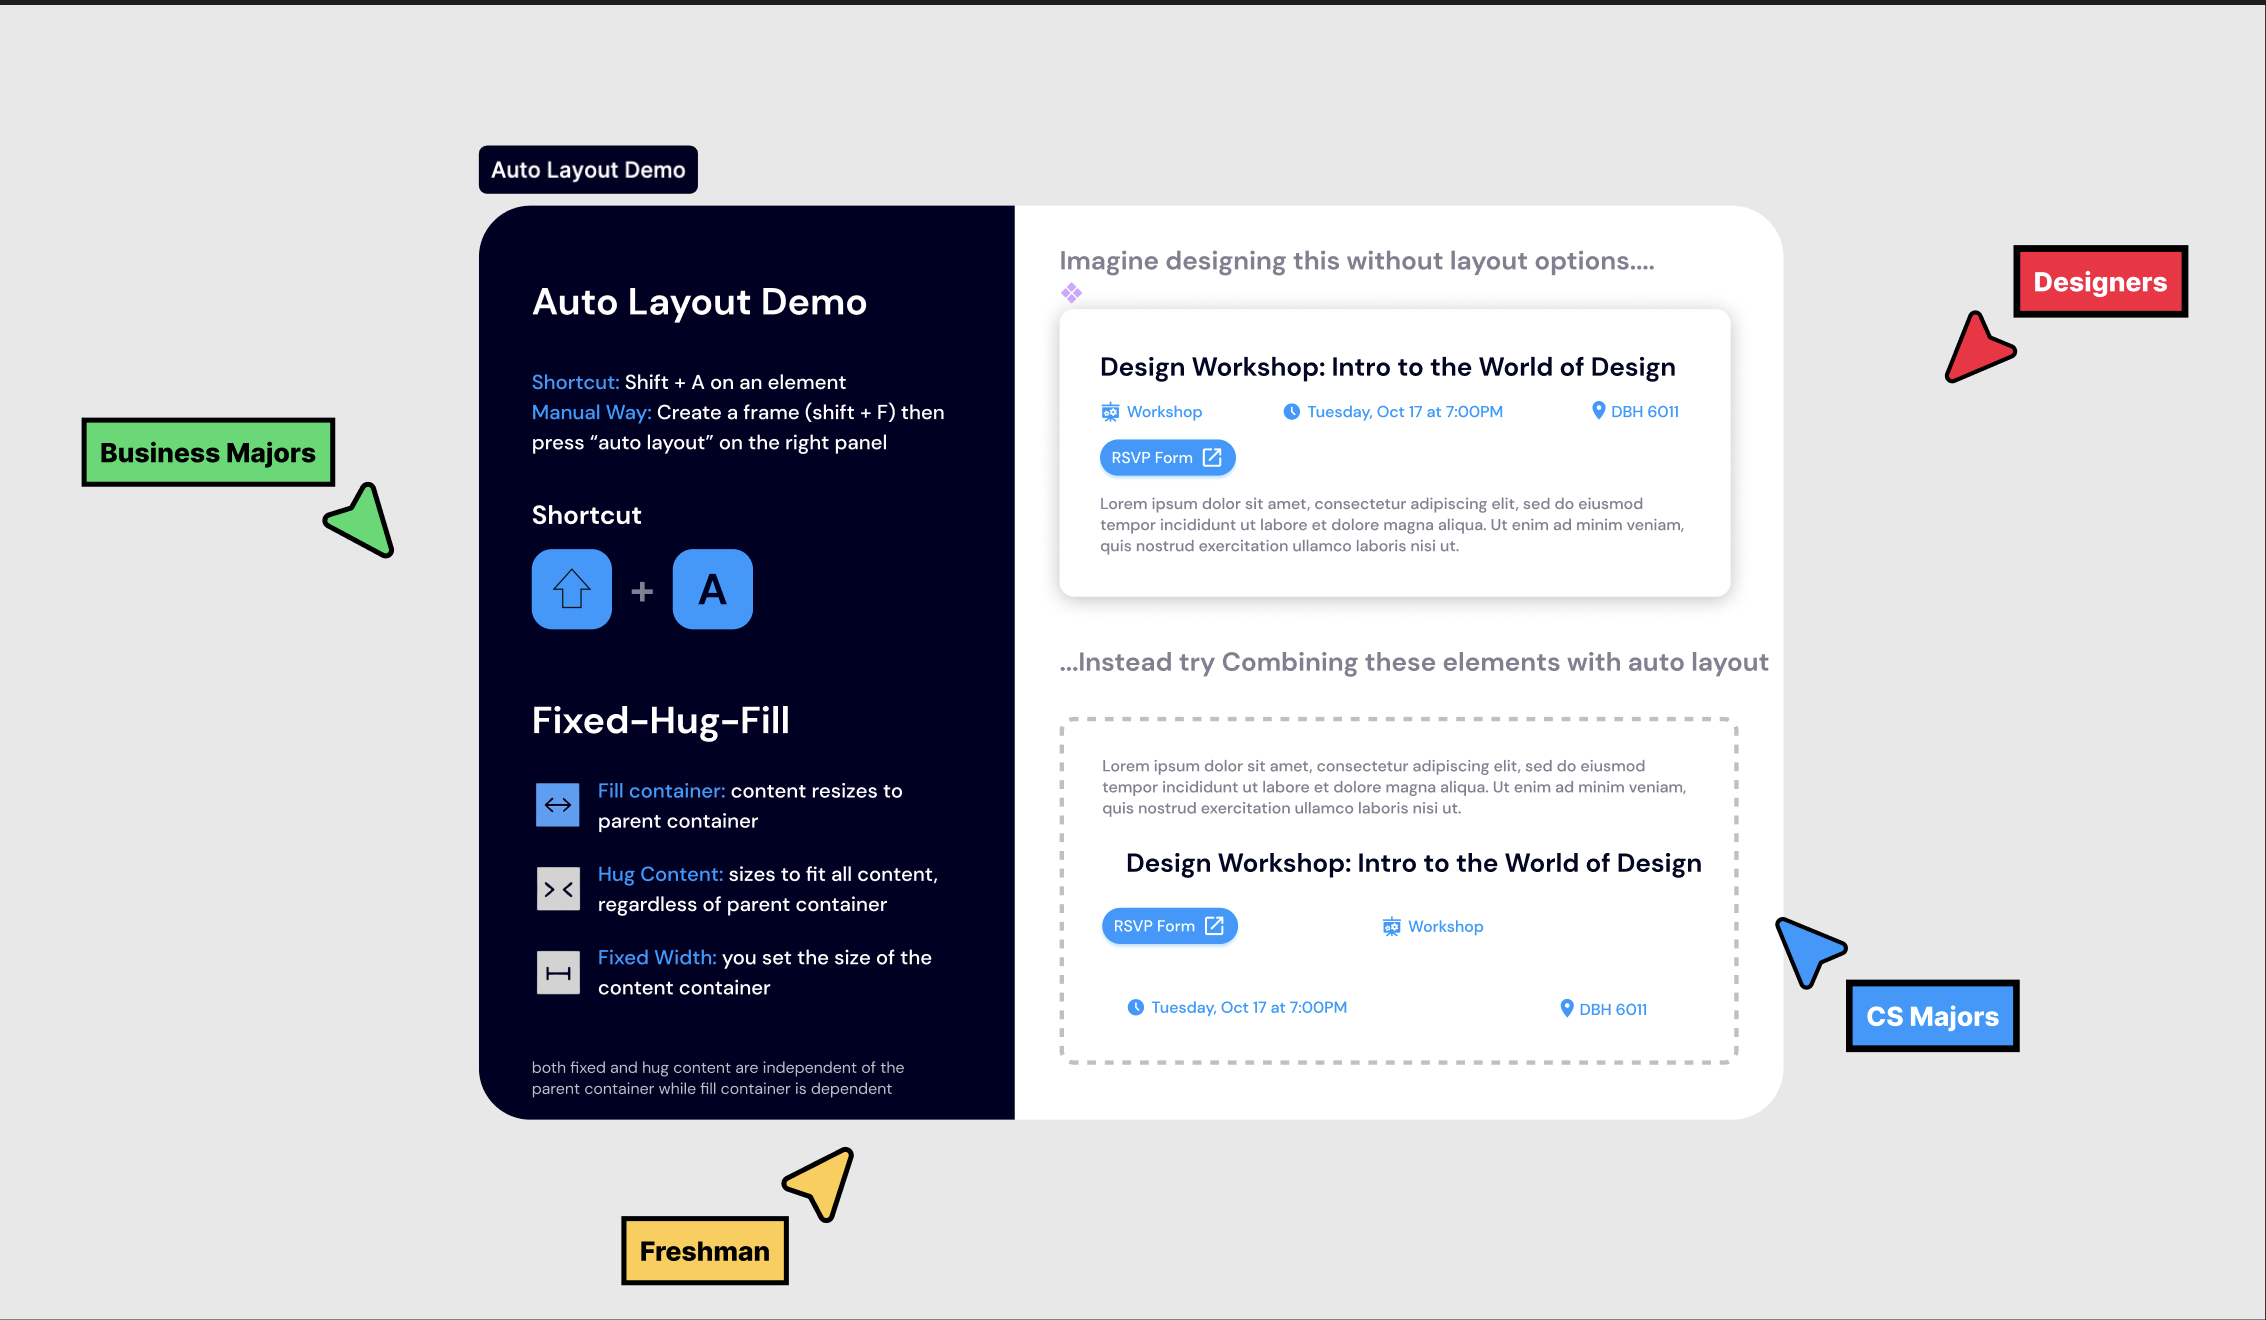 Auto Layout Demo
Auto Layout Demo
Shortcut: Shift + A on an element
Manual Way: Create a frame (shift + F) then
press “auto layout” on the right panel
Shortcut
+ A
Fixed-Hug-Fill
Fill container: content resizes to
parent container
Hug Content: sizes to fit all content,
regardless of parent container
Fixed Width: you set the size of the
content container
both fixed and hug content are independent of the
parent container while fill container is dependent
Imagine designing this without layout options....
Design Workshop: Intro to the World of Design
Workshop Tuesday, Oct 17 at 7:00PM DBH 6011
RSVP Form
Lorem ipsum dolor sit amet, consectetur adipiscing elit, sed do eiusmod
tempor incididunt ut labore et dolore magna aliqua. Ut enim ad minim veniam,
quis nostrud exercitation ullamco laboris nisi ut.
...Instead try Combining these elements with auto layout
Lorem ipsum dolor sit amet, consectetur adipiscing elit, sed do eiusmod
tempor incididunt ut labore et dolore magna aliqua. Ut enim ad minim veniam,
quis nostrud exercitation ullamco laboris nisi ut.
Design Workshop: Intro to the World of Design
RSVP Form Workshop
Tuesday, Oct 17 at 7:00PM DBH 6011
Business Majors
Designers
CS Majors
Freshman